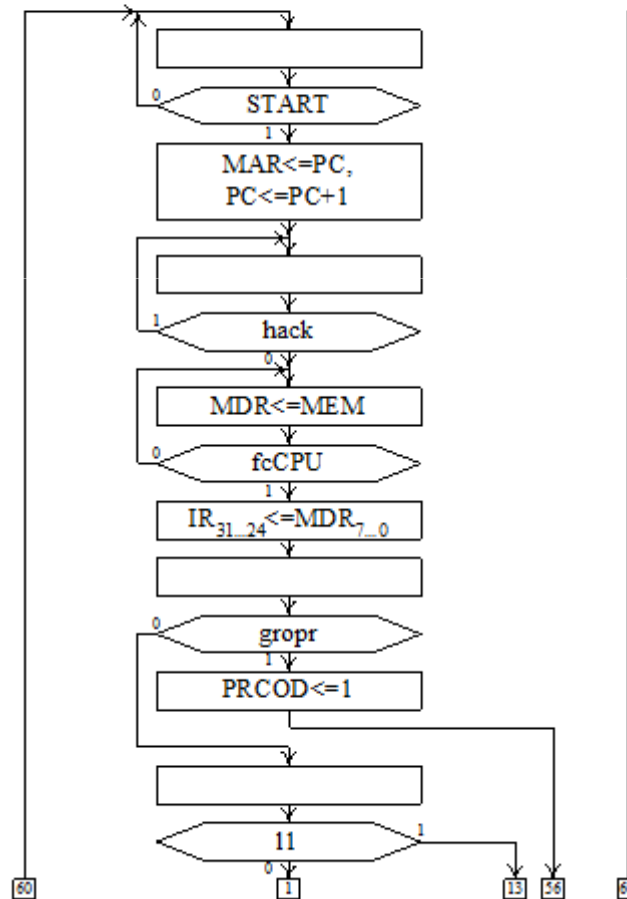 0
START
1
MAR<=PC,
PC<=PC+1
1
hack
0
MDR<=MEM
0
fcCPU
1
IR31...24<=MDR7...0
0
gropr
1
PRCOD<=1
11
1
0
60
1
13
56